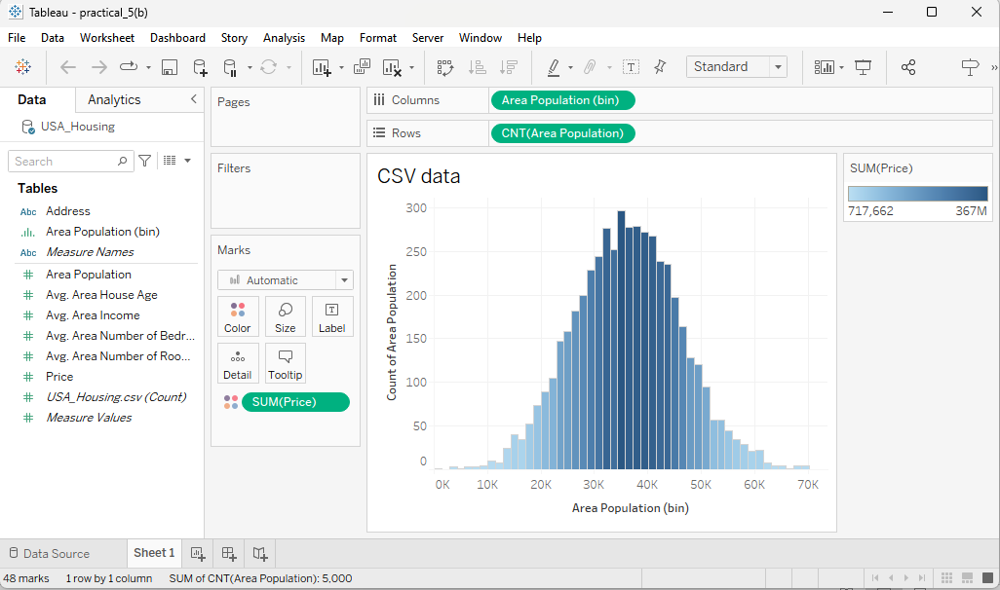 Tableau - practical_5(b)
File Data Worksheet Dashboard Story Analysis Map Format Server Window Help
Standard
Data Analytics
USA_Housing
Search
Tables
Abc Address
Area Population (bin)
Abc Measure Names
Area Population
Avg. Area House Age
Avg. Area Income
Avg. Area Number of Bedr...
Avg. Area Number of Roo...
Price
USA_Housing.csv (Count)
Measure Values
Pages
Filters
Marks
Automatic
Color Size Label
Detail Tooltip
SUM(Price)
Columns Area Population (bin)
Rows CNT(Area Population)
CSV data
Count of Area Population
300
250
200
150
100
50
0
0K 10K 20K 30K 40K 50K 60K 70K
Area Population (bin)
SUM(Price)
717,662 367M
Data Source Sheet 1
48 marks 1 row by 1 column SUM of CNT(Area Population): 5,000